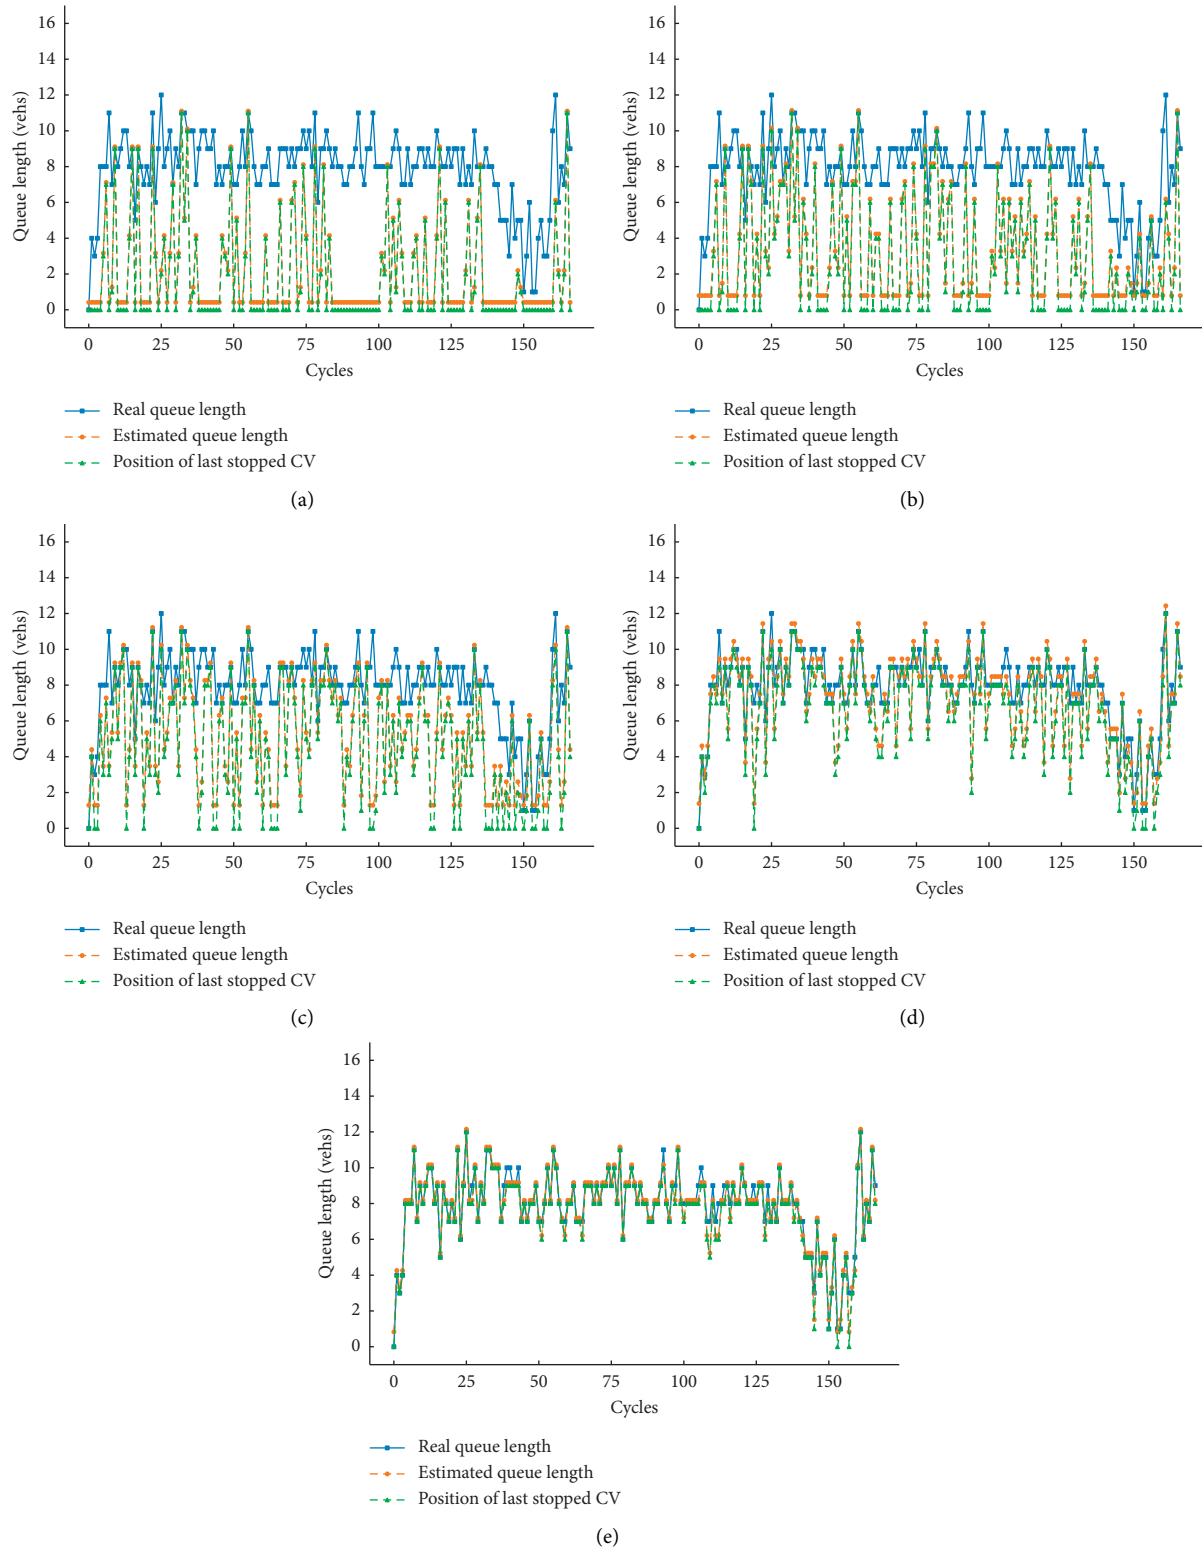 16
14
12
10
8
6
4
2
0
Queue length (vehs)
0 25 50 75 100 125 150
Cycles
Real queue length
Estimated queue length
Position of last stopped CV
(a)
16
14
12
10
8
6
4
2
0
Queue length (vehs)
0 25 50 75 100 125 150
Cycles
Real queue length
Estimated queue length
Position of last stopped CV
(b)
16
14
12
10
8
6
4
2
0
Queue length (vehs)
0 25 50 75 100 125 150
Cycles
Real queue length
Estimated queue length
Position of last stopped CV
(c)
16
14
12
10
8
6
4
2
0
Queue length (vehs)
0 25 50 75 100 125 150
Cycles
Real queue length
Estimated queue length
Position of last stopped CV
(d)
16
14
12
10
8
6
4
2
0
Queue length (vehs)
0 25 50 75 100 125 150
Cycles
Real queue length
Estimated queue length
Position of last stopped CV
(e)